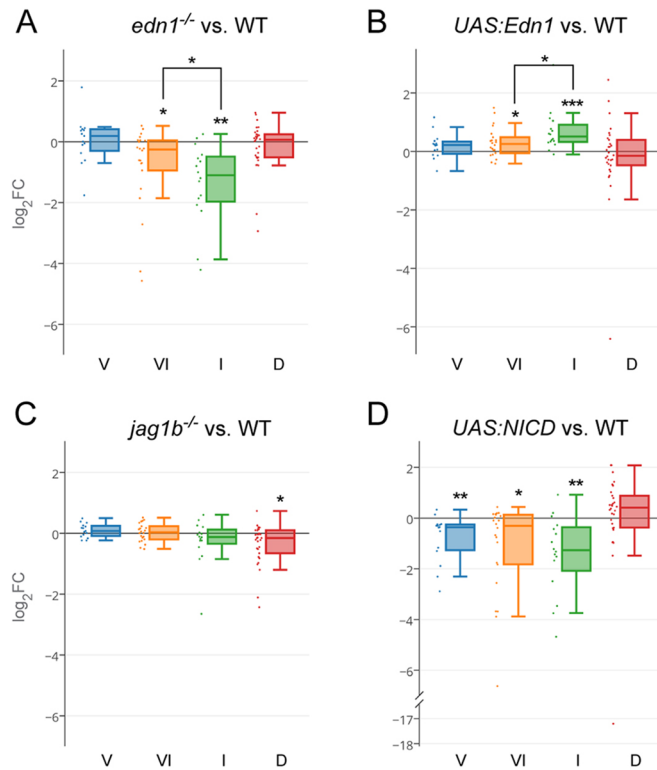 A
edn1-/- vs. WT
*
*
**
log2FC
2
0
−2
−4
−6
V VI I D
B
UAS:Edn1 vs. WT
*
*
***
2
0
−2
−4
−6
V VI I D
C
jag1b-/- vs. WT
*
log2FC
2
0
−2
−4
−6
V VI I D
D
UAS:NICD vs. WT
**
*
**
2
0
−2
−4
−6
−17
−18
V VI I D